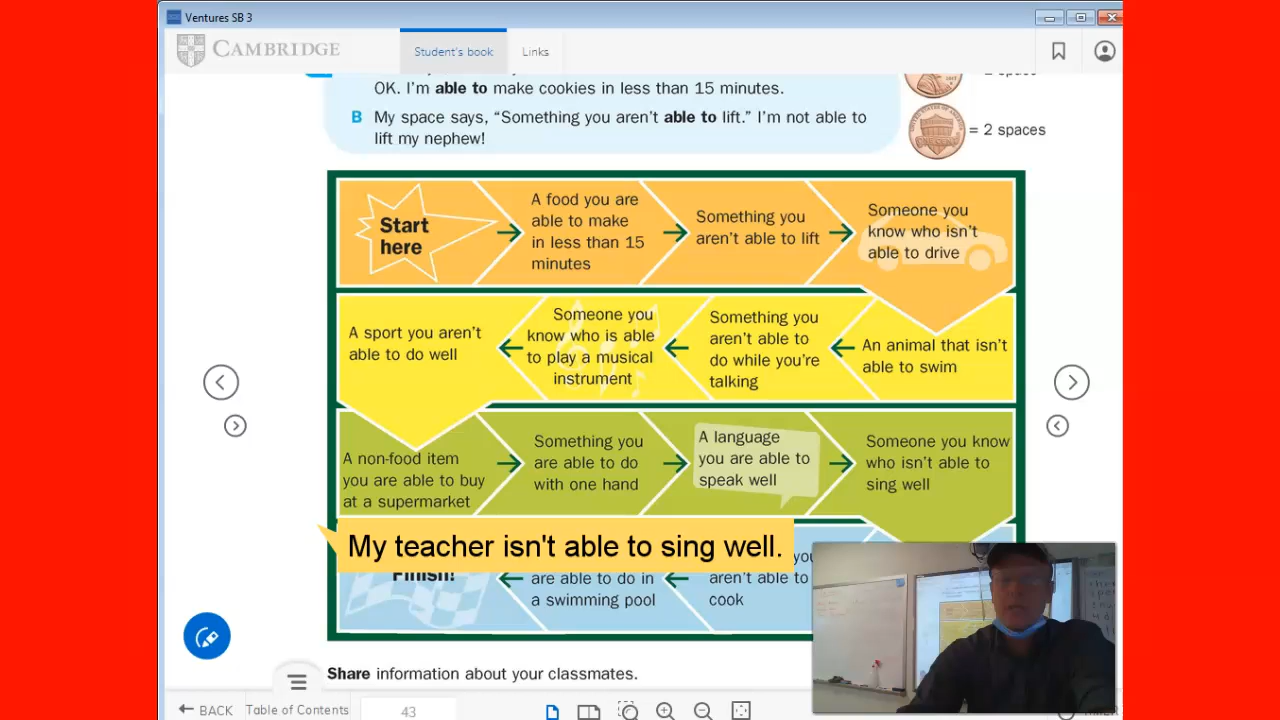 Ventures SB 3
CAMBRIDGE
Student's book
Links
OK. I'm able to make cookies in less than 15 minutes.
B My space says, “Something you aren't able to lift.” I'm not able to
lift my nephew!
= 2 spaces
Start
here
A food you are
able to make
in less than 15
minutes
Something you
aren't able to lift
Someone you
know who isn't
able to drive
A sport you aren't
able to do well
Someone you
know who is able
to play a musical
instrument
Something you
aren't able to
do while you're
talking
An animal that isn't
able to swim
A non-food item
you are able to buy
at a supermarket
Something you
are able to do
with one hand
A language
you are able to
speak well
Someone you know
who isn't able to
sing well
My teacher isn't able to sing well.
Finish!
are able to do in
a swimming pool
aren't able to
cook
Share information about your classmates.
BACK
Table of Contents
43